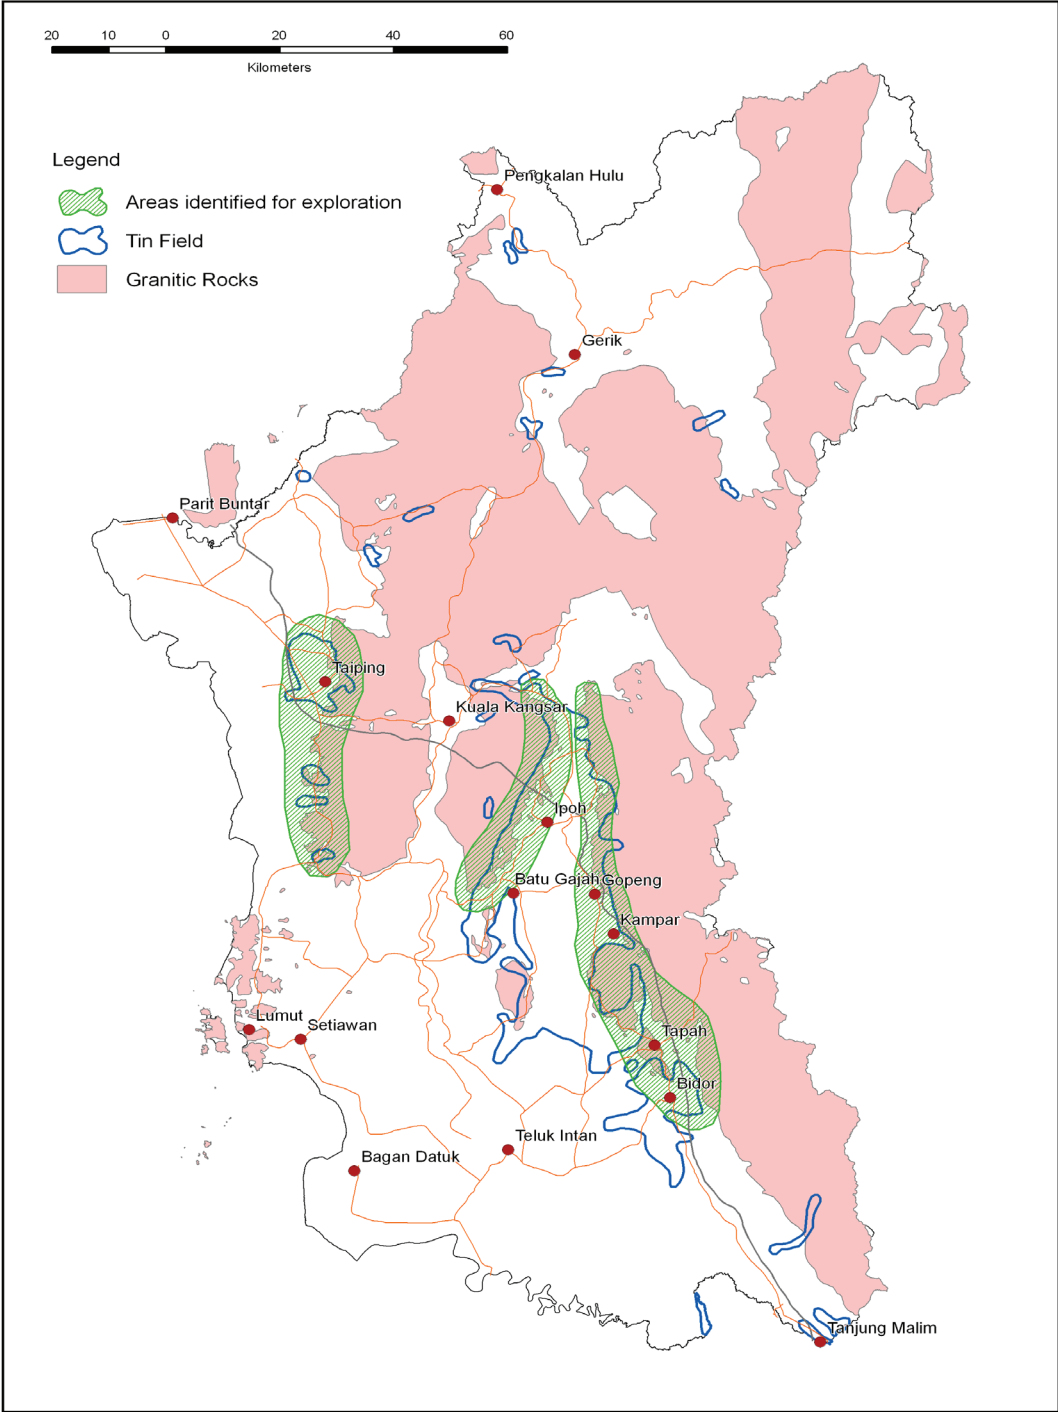 20 10 0 20 40 60
Kilometers
Legend
Areas identified for exploration
Tin Field
Granitic Rocks
Pengkalan Hulu
Gerik
Parit Buntar
Taiping
Kuala Kangsar
Ipoh
Batu Gajah
Gopeng
Kampar
Lumut
Setiawan
Tapah
Bidor
Teluk Intan
Bagan Datuk
Tanjung Malim